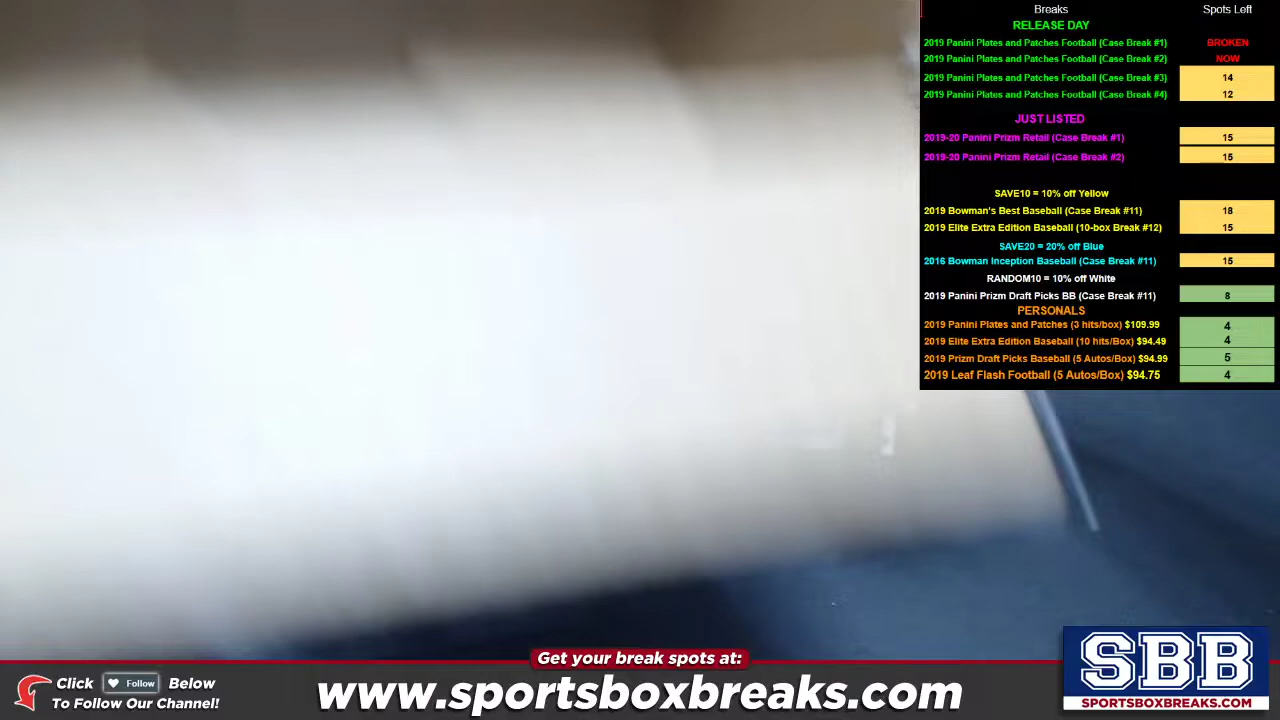 Breaks Spots Left
RELEASE DAY
2019 Panini Plates and Patches Football (Case Break #1) BROKEN
2019 Panini Plates and Patches Football (Case Break #2) NOW
2019 Panini Plates and Patches Football (Case Break #3) 14
2019 Panini Plates and Patches Football (Case Break #4) 12
JUST LISTED
2019-20 Panini Prizm Retail (Case Break #1) 15
2019-20 Panini Prizm Retail (Case Break #2) 15
SAVE10 = 10% off Yellow
2019 Bowman's Best Baseball (Case Break #11) 18
2019 Elite Extra Edition Baseball (10-box Break #12) 15
SAVE20 = 20% off Blue
2016 Bowman Inception Baseball (Case Break #11) 15
RANDOM10 = 10% off White
2019 Panini Prizm Draft Picks BB (Case Break #11) 8
PERSONALS
2019 Panini Plates and Patches (3 hits/box) $109.99 4
2019 Elite Extra Edition Baseball (10 hits/Box) $94.49 4
2019 Prizm Draft Picks Baseball (5 Autos/Box) $94.99 5
2019 Leaf Flash Football (5 Autos/Box) $94.75 4
Get your break spots at:
www.sportsboxbreaks.com
Click Follow Below
To Follow Our Channel!
SBB
SPORTSBOXBREAKS.COM